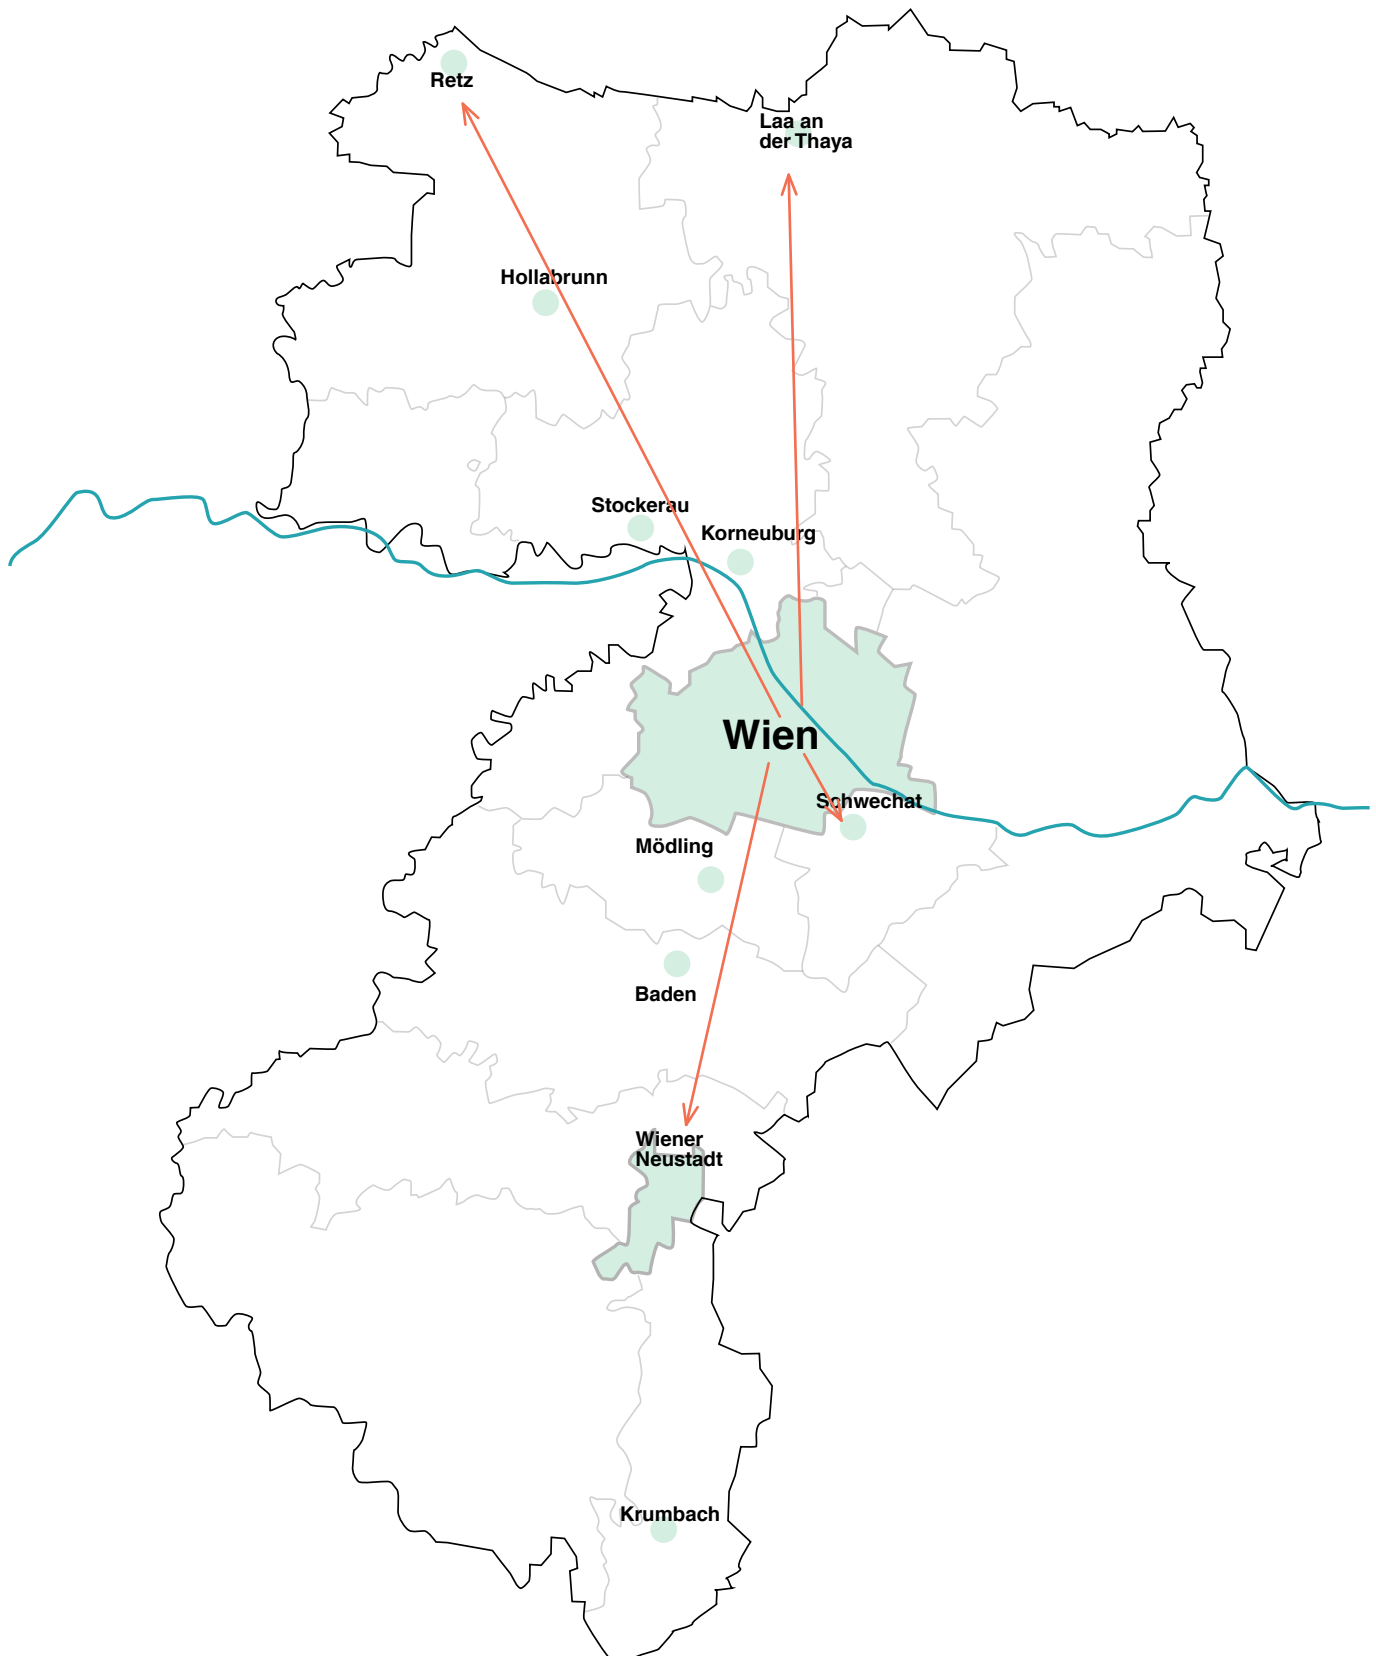 Retz
Laa an
der Thaya
Hollabrunn
Stockerau
Korneuburg
Wien
Schwechat
Mödling
Baden
Wiener
Neustadt
Krumbach